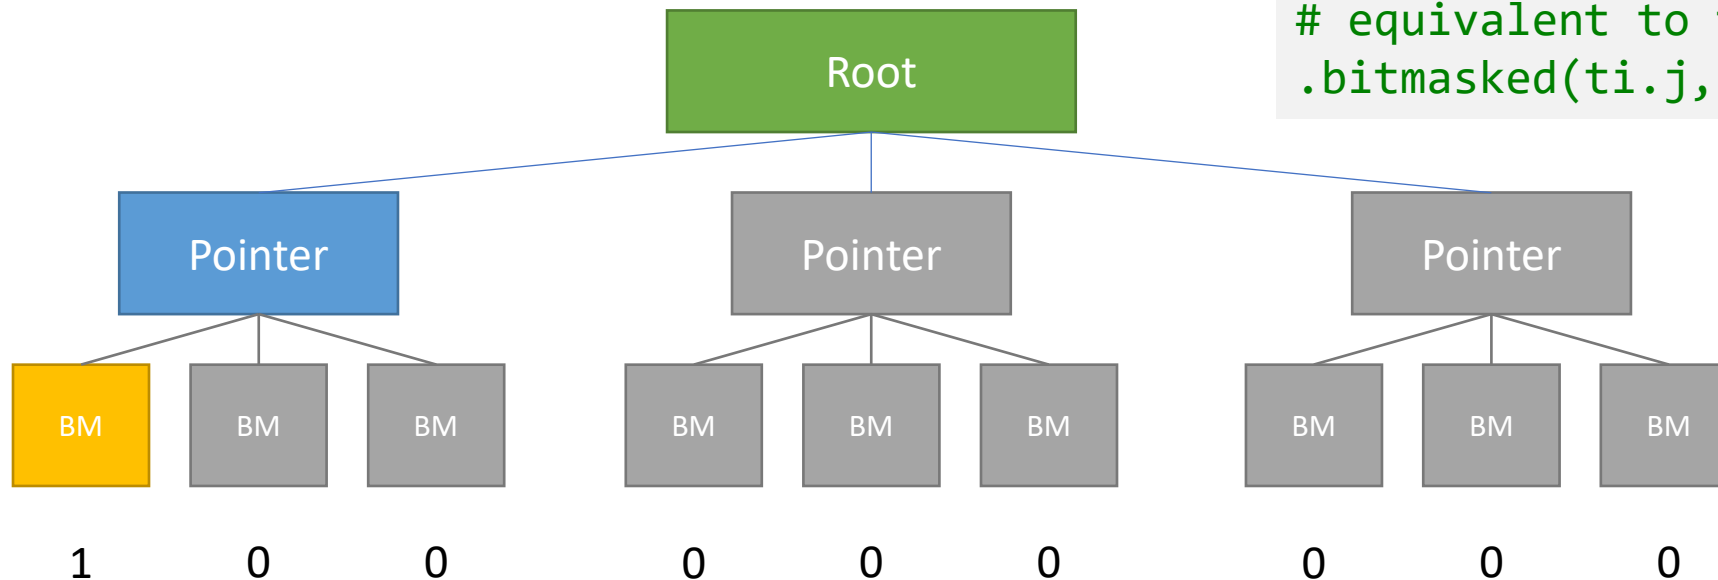 # equivalent to
.bitmasked(ti.j,
Root
Pointer Pointer Pointer
BM BM BM BM BM BM BM BM BM
1 0 0 0 0 0 0 0 0